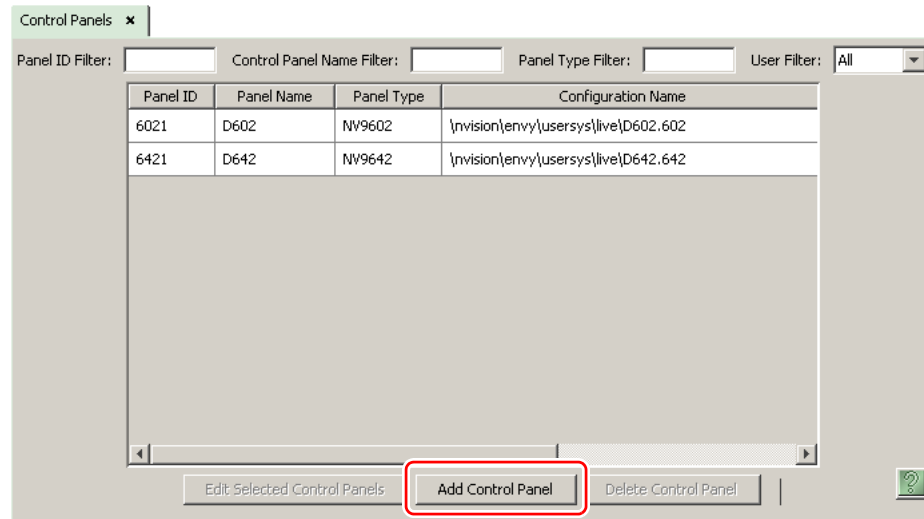 Control Panels ×
Panel ID Filter: Control Panel Name Filter: Panel Type Filter: User Filter: All
Panel ID Panel Name Panel Type Configuration Name
6021 D602 NV9602 \nvision\envy\usersys\live\D602.602
6421 D642 NV9642 \nvision\envy\usersys\live\D642.642
Edit Selected Control Panels Add Control Panel Delete Control Panel ?